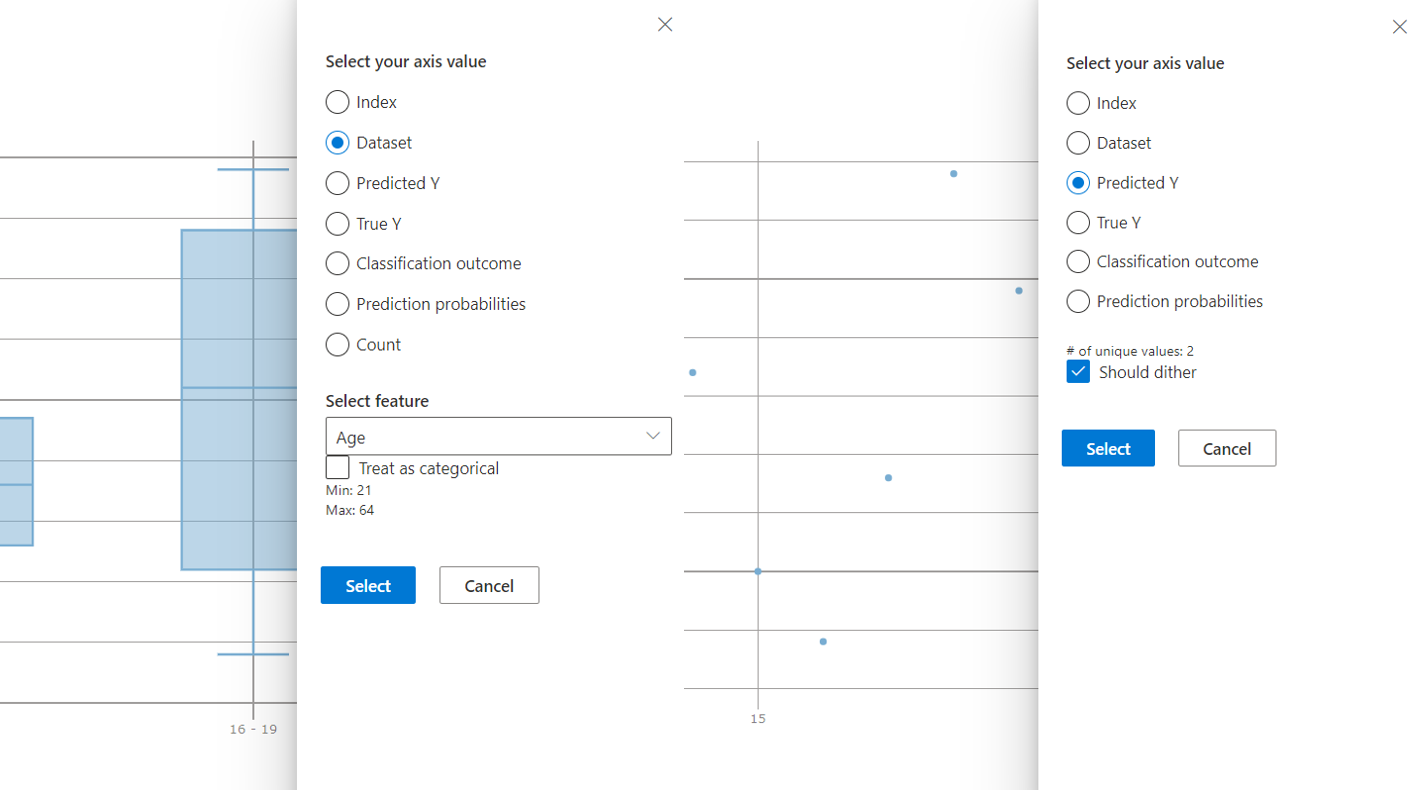 Select your axis value
Index
Dataset
Predicted Y
True Y
Classification outcome
Prediction probabilities
Count
Select feature
Age
Treat as categorical
Min: 21
Max: 64
Select Cancel
16 - 19
15
Select your axis value
Index
Dataset
Predicted Y
True Y
Classification outcome
Prediction probabilities
# of unique values: 2
Should dither
Select Cancel